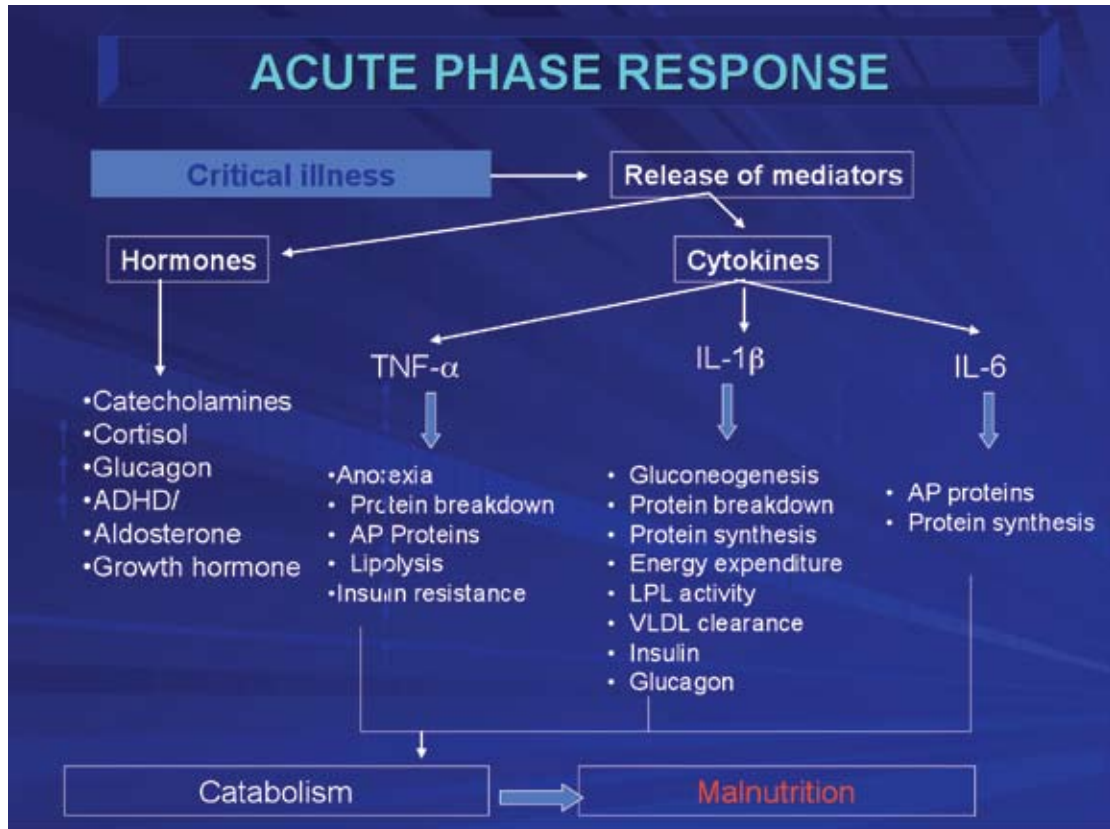 ACUTE PHASE RESPONSE
Critical illness
Release of mediators
Hormones
Cytokines
•Catecholamines
•Cortisol
•Glucagon
•ADHD/
•Aldosterone
•Growth hormone
TNF-α
•Anorexia
• Protein breakdown
• AP Proteins
• Lipolysis
•Insulin resistance
IL-1β
• Gluconeogenesis
• Protein breakdown
• Protein synthesis
• Energy expenditure
• LPL activity
• VLDL clearance
• Insulin
• Glucagon
IL-6
• AP proteins
• Protein synthesis
Catabolism
Malnutrition